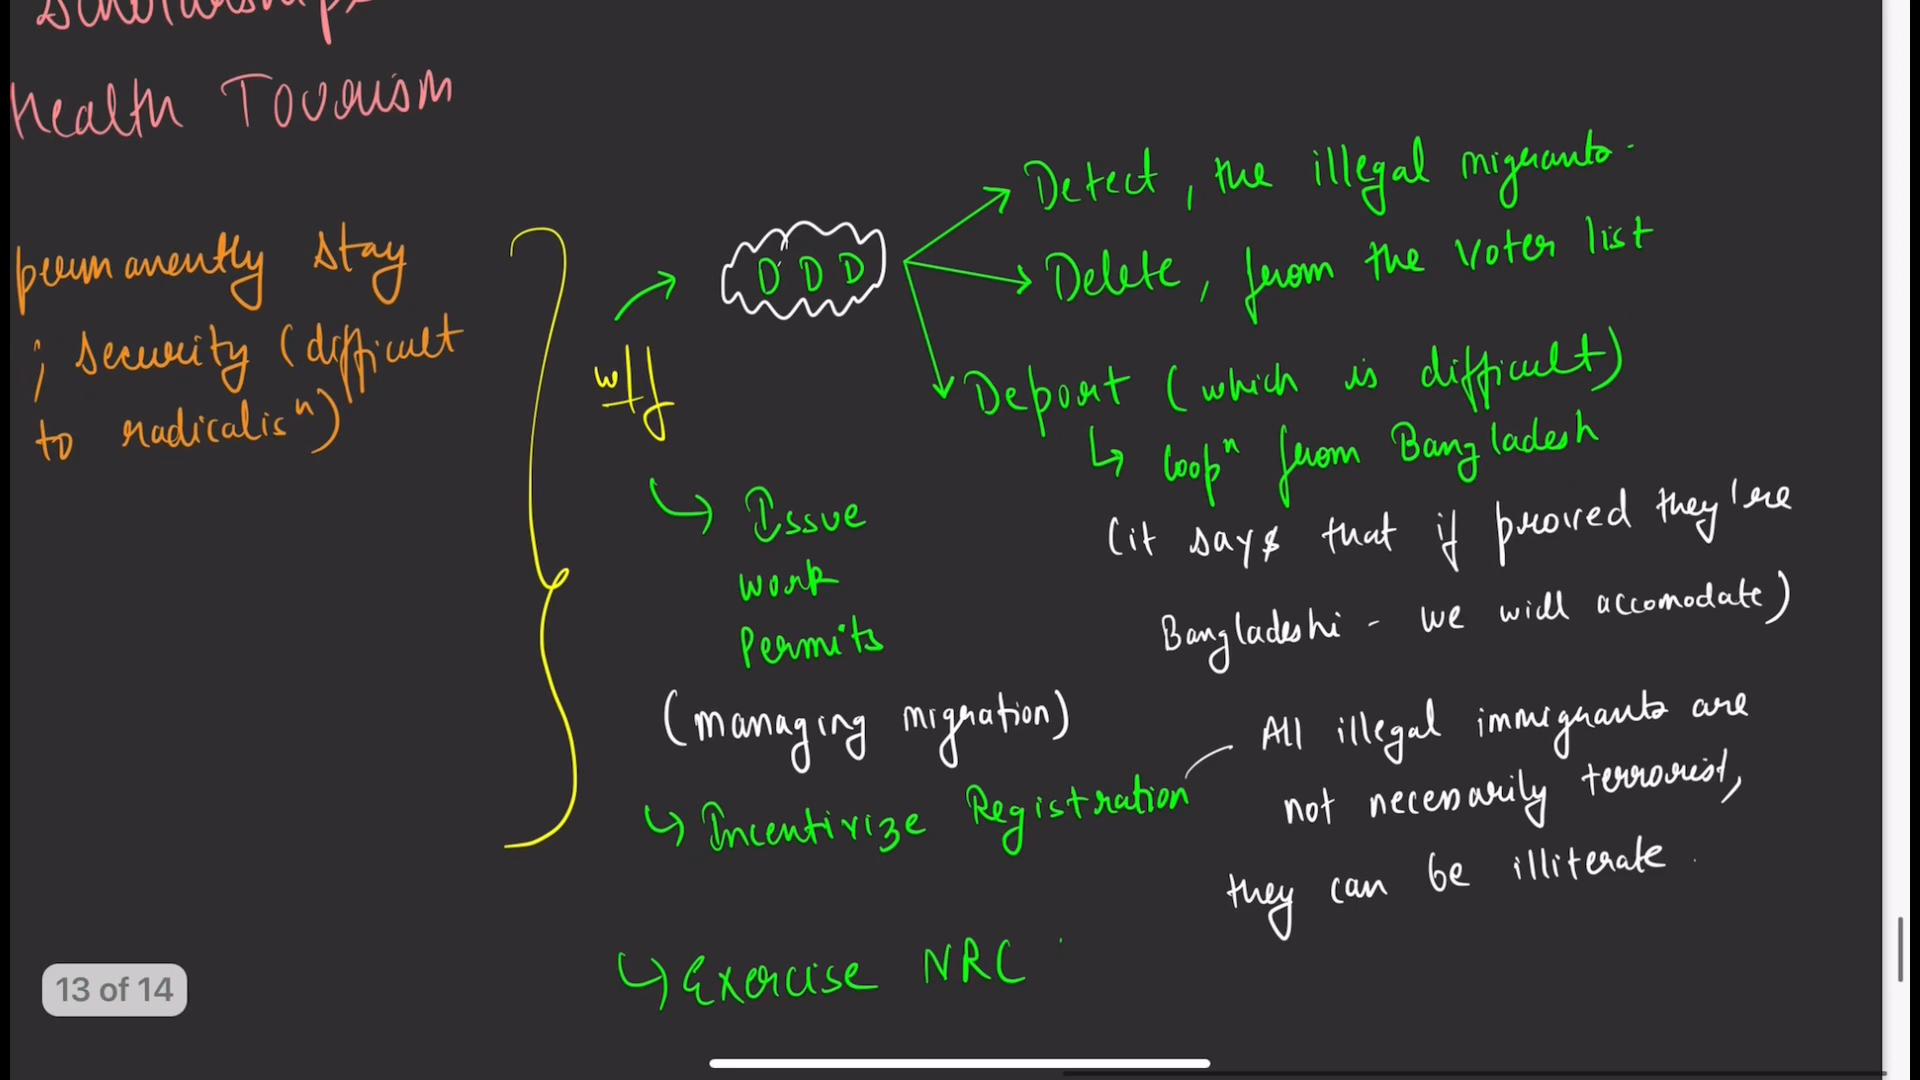 Scholarships
Health Tourism
permanently stay
; security (difficult
to radicalisⁿ)
w/f
DDD
Detect, the illegal migrants.
Delete, from the voter list
Deport (which is difficult)
↳ coopⁿ from Bangladesh
(it says that if proved they're
Bangladeshi - we will accomodate)
Issue
work
Permits
(managing migration)
↳ Incentivize Registration
All illegal immigrants are
not necessarily terrorist,
they can be illiterate.
↳ Exercise NRC
13 of 14